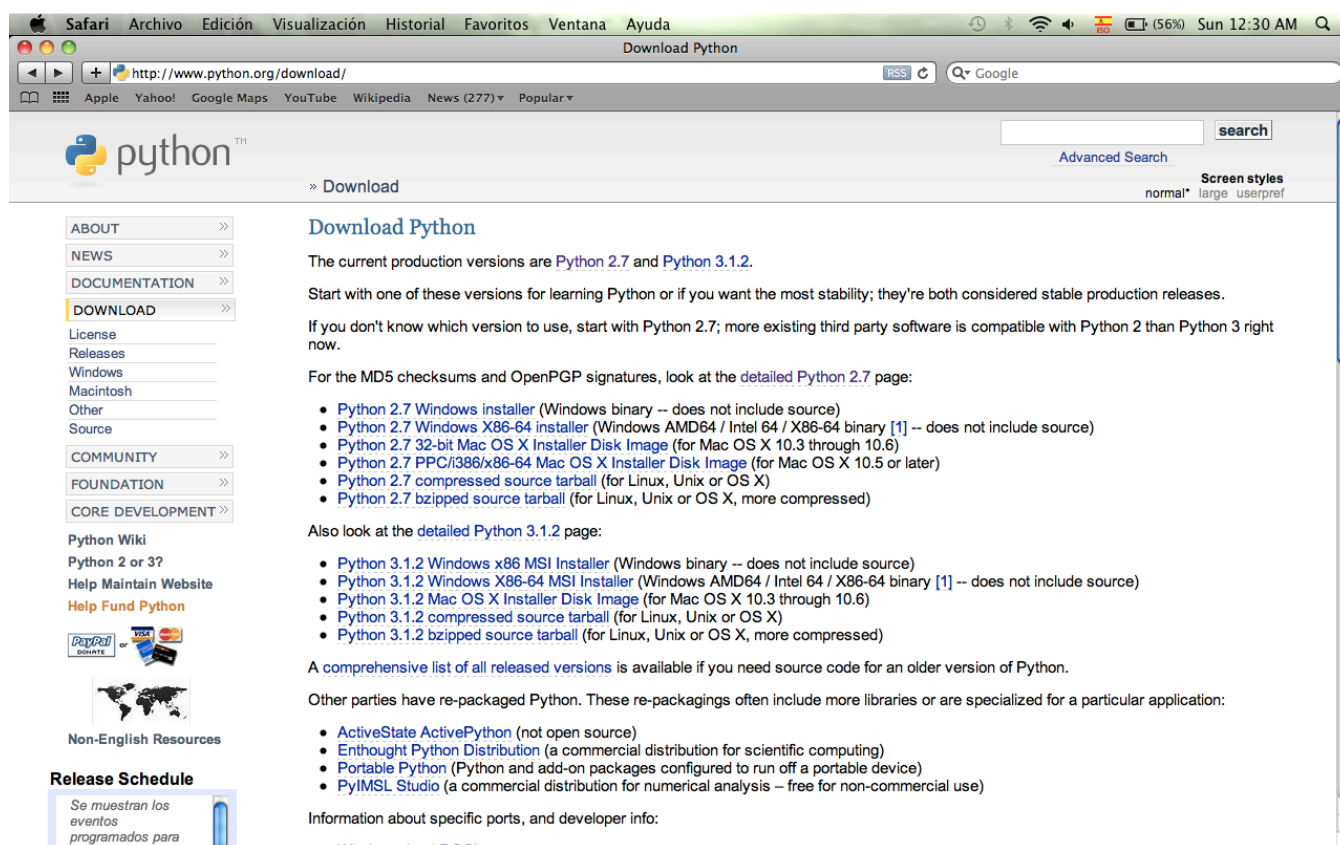 Safari Archivo Edición Visualización Historial Favoritos Ventana Ayuda (56%) Sun 12:30 AM
ISO
Download Python
http://www.python.org/download/ RSS Google
Apple Yahoo! Google Maps YouTube Wikipedia News (277) Popular
python™
search
Advanced Search
» Download
Screen styles
normal* large userpref
ABOUT »
NEWS »
DOCUMENTATION »
DOWNLOAD »
License
Releases
Windows
Macintosh
Other
Source
COMMUNITY »
FOUNDATION »
CORE DEVELOPMENT »
Python Wiki
Python 2 or 3?
Help Maintain Website
Help Fund Python
PayPal
DONATE
or
VISA
Non-English Resources
Release Schedule
Se muestran los
eventos
programados para
Download Python
The current production versions are Python 2.7 and Python 3.1.2.
Start with one of these versions for learning Python or if you want the most stability; they're both considered stable production releases.
If you don't know which version to use, start with Python 2.7; more existing third party software is compatible with Python 2 than Python 3 right
now.
For the MD5 checksums and OpenPGP signatures, look at the detailed Python 2.7 page:
• Python 2.7 Windows installer (Windows binary -- does not include source)
• Python 2.7 Windows X86-64 installer (Windows AMD64 / Intel 64 / X86-64 binary [1] -- does not include source)
• Python 2.7 32-bit Mac OS X Installer Disk Image (for Mac OS X 10.3 through 10.6)
• Python 2.7 PPC/i386/x86-64 Mac OS X Installer Disk Image (for Mac OS X 10.5 or later)
• Python 2.7 compressed source tarball (for Linux, Unix or OS X)
• Python 2.7 bzipped source tarball (for Linux, Unix or OS X, more compressed)
Also look at the detailed Python 3.1.2 page:
• Python 3.1.2 Windows x86 MSI Installer (Windows binary -- does not include source)
• Python 3.1.2 Windows X86-64 MSI Installer (Windows AMD64 / Intel 64 / X86-64 binary [1] -- does not include source)
• Python 3.1.2 Mac OS X Installer Disk Image (for Mac OS X 10.3 through 10.6)
• Python 3.1.2 compressed source tarball (for Linux, Unix or OS X)
• Python 3.1.2 bzipped source tarball (for Linux, Unix or OS X, more compressed)
A comprehensive list of all released versions is available if you need source code for an older version of Python.
Other parties have re-packaged Python. These re-packagings often include more libraries or are specialized for a particular application:
• ActiveState ActivePython (not open source)
• Enthought Python Distribution (a commercial distribution for scientific computing)
• Portable Python (Python and add-on packages configured to run off a portable device)
• PyIMSL Studio (a commercial distribution for numerical analysis – free for non-commercial use)
Information about specific ports, and developer info: